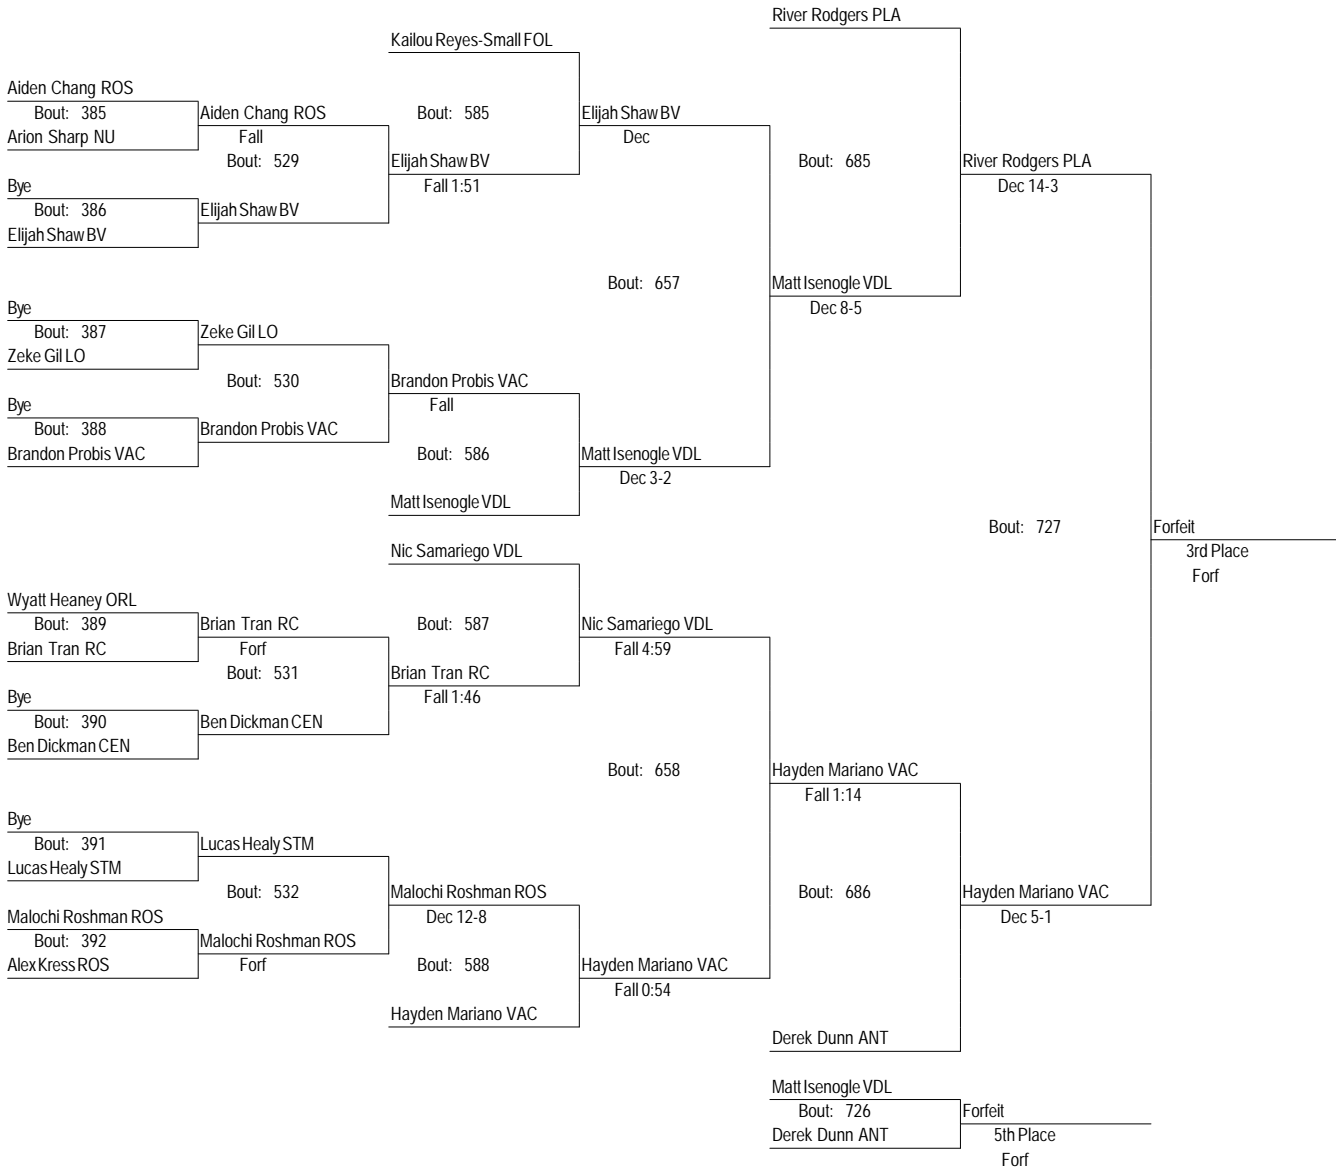 River Rodgers PLA
Kailou Reyes-Small FOL
Aiden Chang ROS
Bout: 385
Aiden Chang ROS
Bout: 585
Elijah Shaw BV
Arion Sharp NU
Fall
Dec
Bout: 529
Elijah Shaw BV
Bout: 685
River Rodgers PLA
Bye
Fall 1:51
Dec 14-3
Bout: 386
Elijah Shaw BV
Elijah Shaw BV
Bout: 657
Matt Isenogle VDL
Bye
Dec 8-5
Bout: 387
Zeke Gil LO
Zeke Gil LO
Bout: 530
Brandon Probis VAC
Bye
Fall
Bout: 388
Brandon Probis VAC
Brandon Probis VAC
Bout: 586
Matt Isenogle VDL
Dec 3-2
Matt Isenogle VDL
Bout: 727
Forfeit
Nic Samariego VDL
3rd Place
Forf
Wyatt Heaney ORL
Bout: 389
Brian Tran RC
Bout: 587
Nic Samariego VDL
Brian Tran RC
Forf
Fall 4:59
Bout: 531
Brian Tran RC
Bye
Fall 1:46
Bout: 390
Ben Dickman CEN
Ben Dickman CEN
Bout: 658
Hayden Mariano VAC
Fall 1:14
Bye
Bout: 391
Lucas Healy STM
Lucas Healy STM
Bout: 532
Malochi Roshman ROS
Bout: 686
Hayden Mariano VAC
Malochi Roshman ROS
Dec 12-8
Dec 5-1
Bout: 392
Malochi Roshman ROS
Alex Kress ROS
Forf
Bout: 588
Hayden Mariano VAC
Fall 0:54
Hayden Mariano VAC
Derek Dunn ANT
Matt Isenogle VDL
Bout: 726
Forfeit
Derek Dunn ANT
5th Place
Forf